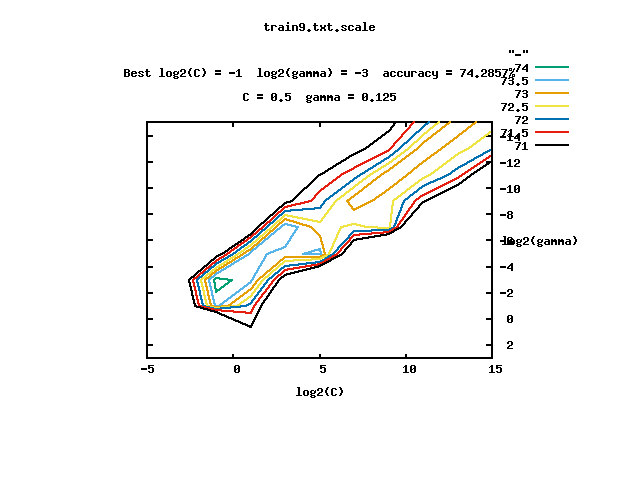 train9.txt.scale
"-"
Best log2(C) = -1 log2(gamma) = -3 accuracy = 74.2857%
74
73.5
C = 0.5 gamma = 0.125
73
72.5
72
71.5
-14
71
-12
-10
-8
-6
log2(gamma)
-4
-2
0
2
-5 0 5 10 15
log2(C)